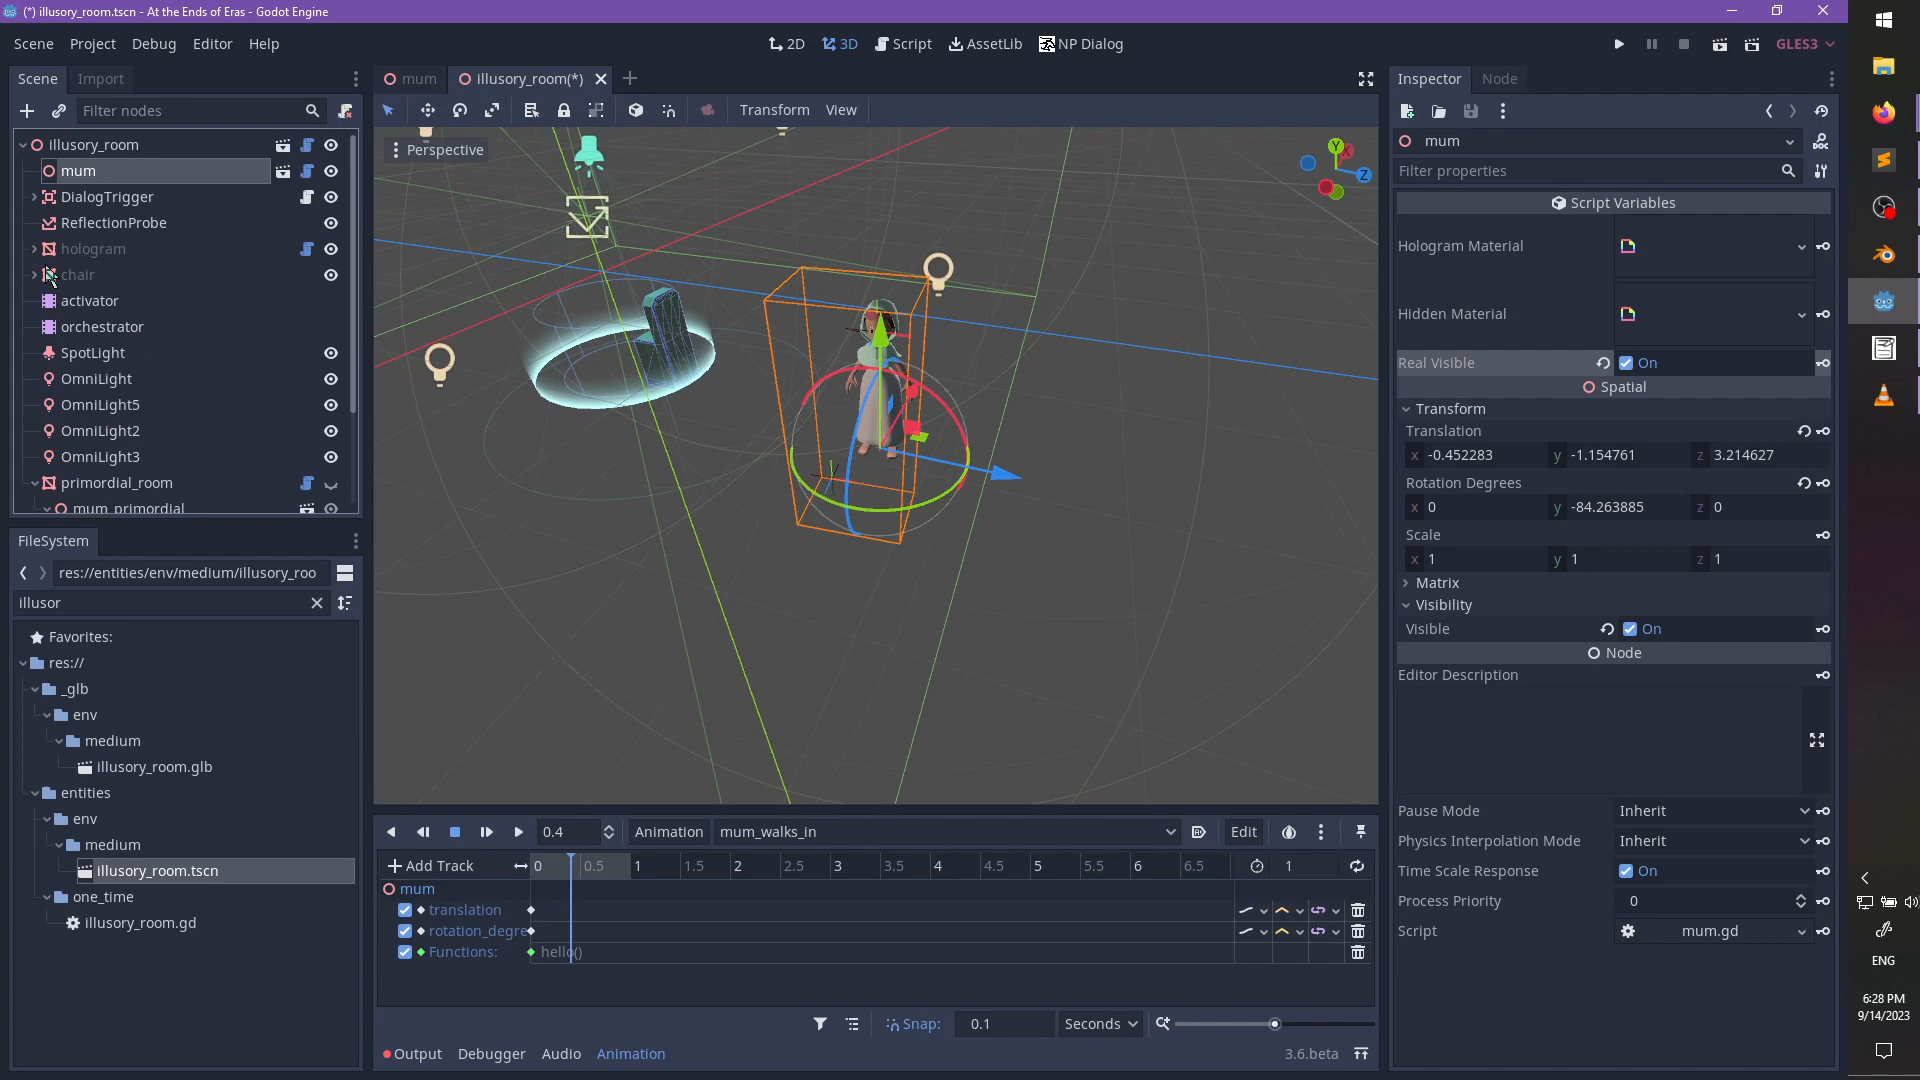 (*) illusory_room.tscn - At the Ends of Eras - Godot Engine
Scene Project Debug Editor Help
2D 3D Script AssetLib NP Dialog
GLES3
Scene Import
Filter nodes
illusory_room
mum
DialogTrigger
ReflectionProbe
hologram
chair
activator
orchestrator
SpotLight
OmniLight
OmniLight5
OmniLight2
OmniLight3
primordial_room
mum_primordial
FileSystem
res://entities/env/medium/illusory_roo
illusor
Favorites:
res://
_glb
env
medium
illusory_room.glb
entities
env
medium
illusory_room.tscn
one_time
illusory_room.gd
mum illusory_room(*)
Transform View
Perspective
Y
X
Z
0.4 Animation mum_walks_in Edit
Add Track 0 0.5 1 1.5 2 2.5 3 3.5 4 4.5 5 5.5 6 6.5 1
mum
translation
rotation_degre
Functions: hello()
Snap: 0.1 Seconds
Output Debugger Audio Animation 3.6.beta
Inspector Node
mum
DOC
Filter properties
Script Variables
Hologram Material
Hidden Material
Real Visible On
Spatial
Transform
Translation
x -0.452283 y -1.154761 z 3.214627
Rotation Degrees
x 0 y -84.263885 z 0
Scale
x 1 y 1 z 1
Matrix
Visibility
Visible On
Node
Editor Description
Pause Mode Inherit
Physics Interpolation Mode Inherit
Time Scale Response On
Process Priority 0
Script mum.gd
ENG
6:28 PM
9/14/2023